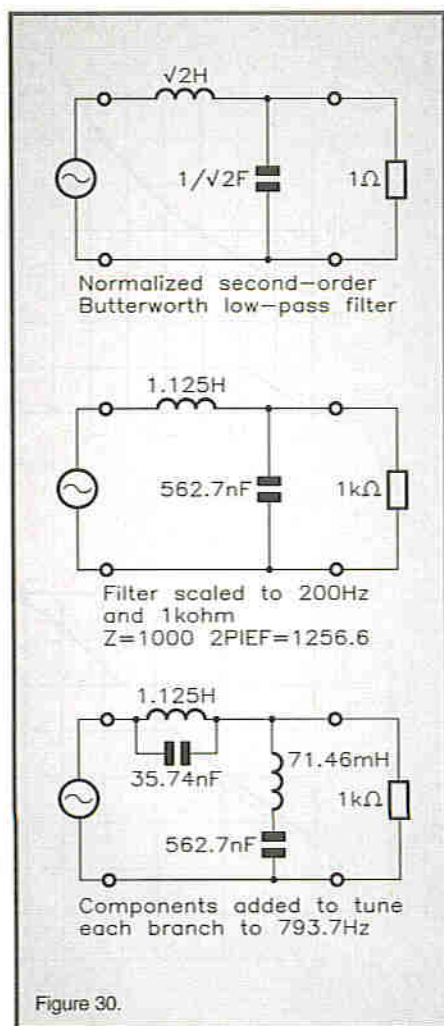 √2H
1/√2F
1Ω
Normalized second-order
Butterworth low-pass filter
1.125H
562.7nF
1kΩ
Filter scaled to 200Hz
and 1kohm
Z=1000 2PIEF=1256.6
1.125H
35.74nF
71.46mH
1kΩ
562.7nF
Components added to tune
each branch to 793.7Hz
Figure 30.